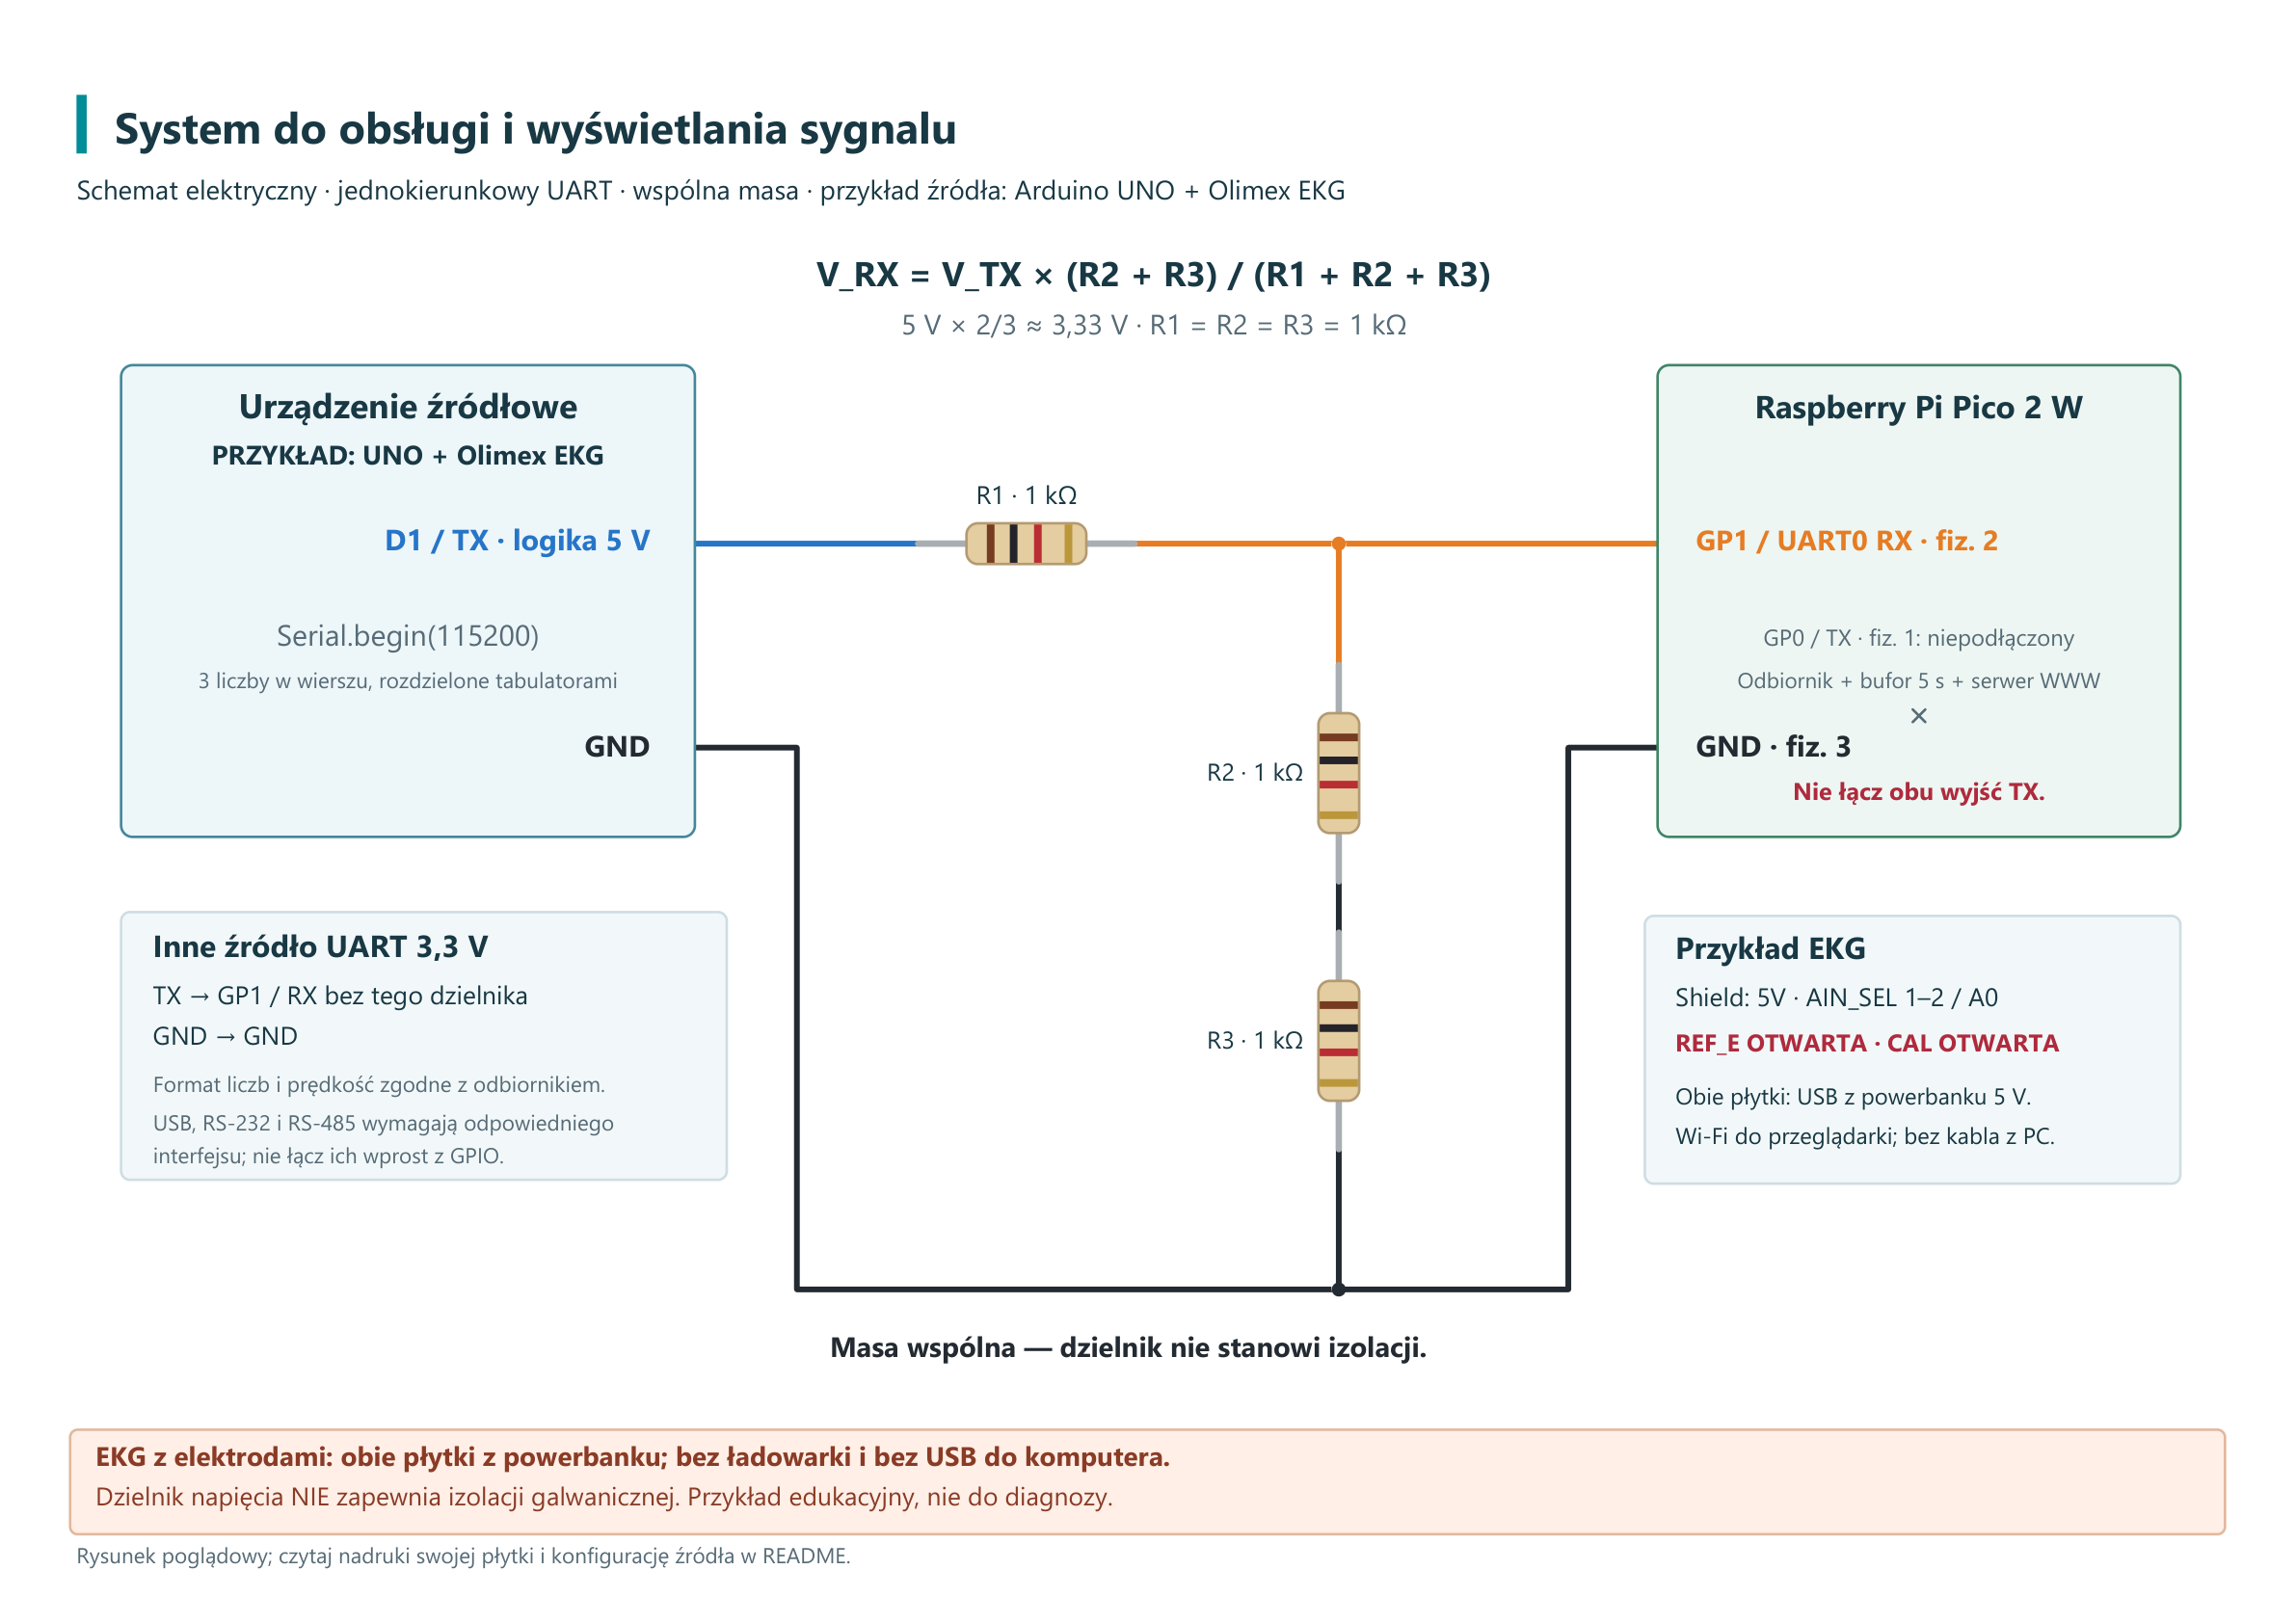 System do obsługi i wyświetlania sygnalu
Schemat elektryczny · jednokierunkowy UART · wspólna masa · przykład źródła: Arduino UNO + Olimex EKG
V_RX = V_TX × (R2 + R3) / (R1 + R2 + R3)
5 V × 2/3 ≈ 3,33 V · R1 = R2 = R3 = 1 kΩ
Urządzenie źródłowe
PRZYKŁAD: UNO + Olimex EKG
D1 / TX · logika 5 V
Serial.begin(115200)
3 liczby w wierszu, rozdzielone tabulatorami
GND
R1 · 1 kΩ
R2 · 1 kΩ
R3 · 1 kΩ
Raspberry Pi Pico 2 W
GP1 / UART0 RX · fiz. 2
GP0 / TX · fiz. 1: niepodłączony
Odbiornik + bufor 5 s + serwer WWW
×
GND · fiz. 3
Nie łącz obu wyjść TX.
Inne źródło UART 3,3 V
TX → GP1 / RX bez tego dzielnika
GND → GND
Format liczb i prędkość zgodne z odbiornikiem.
USB, RS-232 i RS-485 wymagają odpowiedniego
interfejsu; nie łącz ich wprost z GPIO.
Przykład EKG
Shield: 5V · AIN_SEL 1–2 / A0
REF_E OTWARTA · CAL OTWARTA
Obie płytki: USB z powerbanku 5 V.
Wi-Fi do przeglądarki; bez kabla z PC.
Masa wspólna — dzielnik nie stanowi izolacji.
EKG z elektrodami: obie płytki z powerbanku; bez ładowarki i bez USB do komputera.
Dzielnik napięcia NIE zapewnia izolacji galwanicznej. Przykład edukacyjny, nie do diagnozy.
Rysunek poglądowy; czytaj nadruki swojej płytki i konfigurację źródła w README.